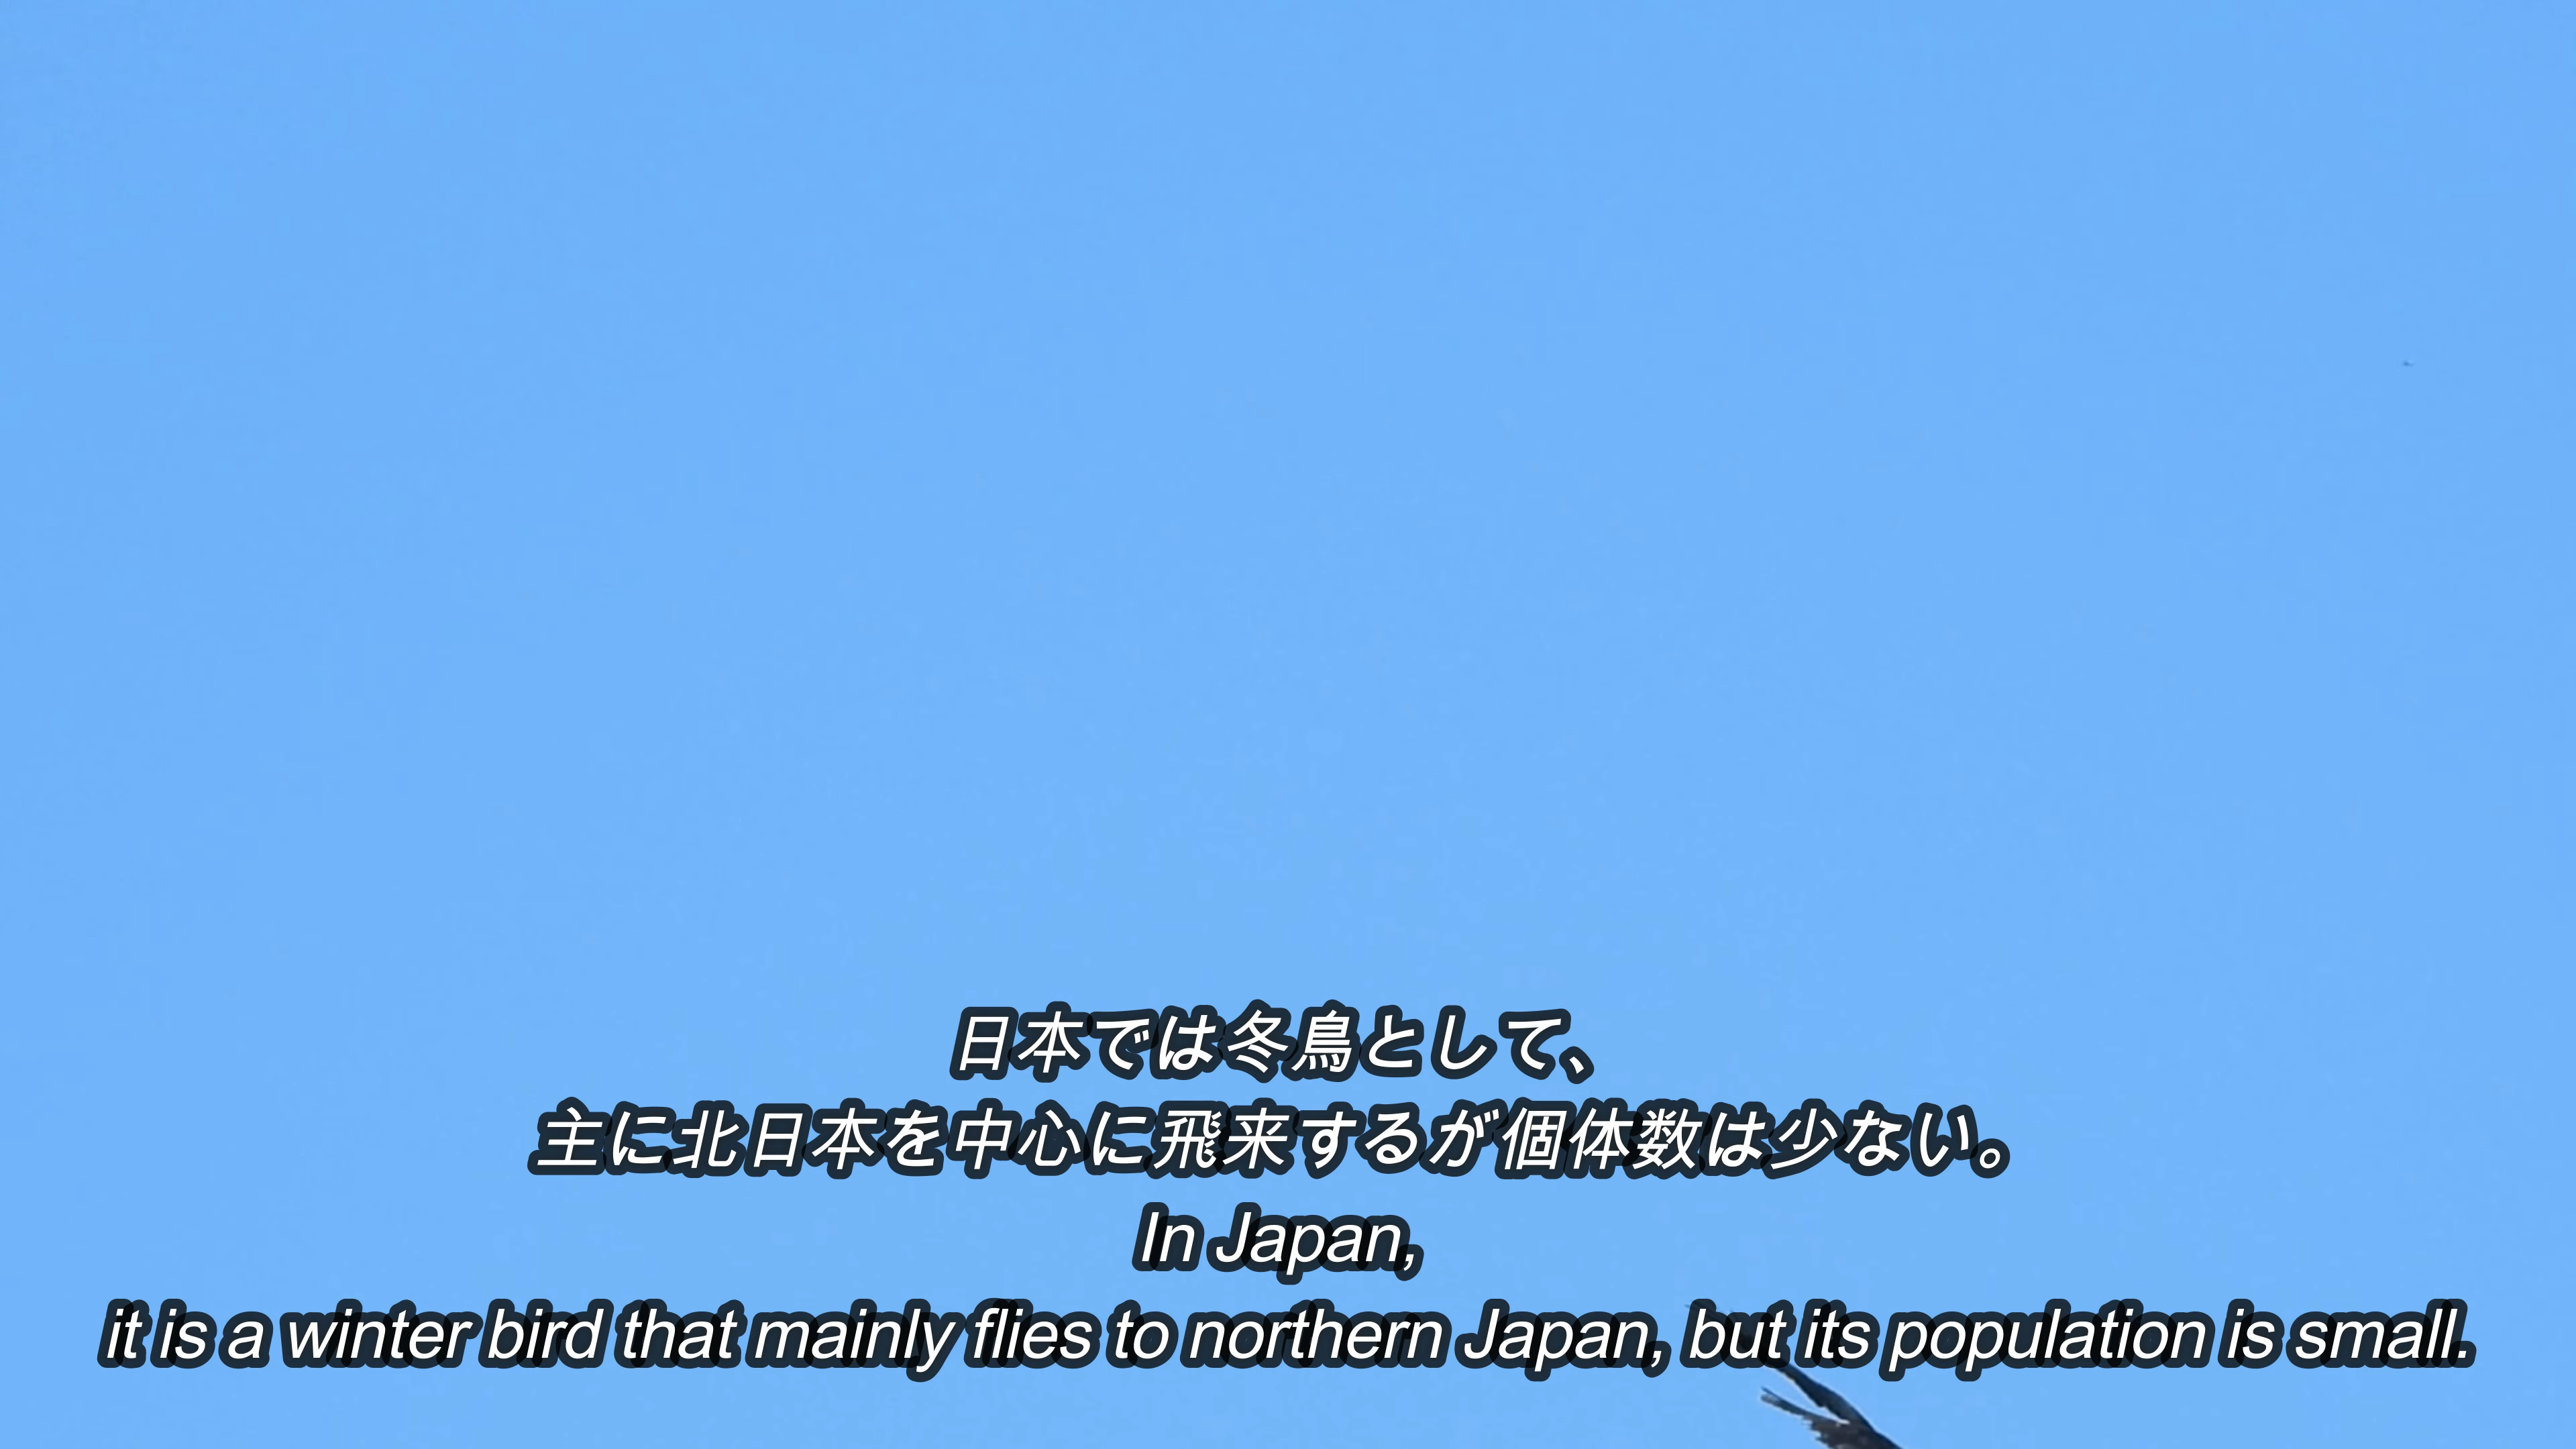 日本では冬鳥として、
主に北日本を中心に飛来するが個体数は少ない。
In Japan,
it is a winter bird that mainly flies to northern Japan, but its population is small.